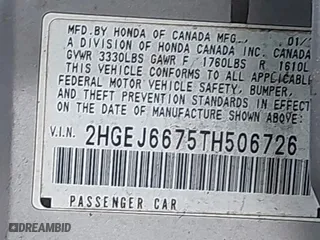 MFD.BY HONDA OF CANADA MFG., 01/
A DIVISION OF HONDA CANADA INC. CANADA
GVWR 3330LBS GAWR F 1760LBS R 1610L
THIS VEHICLE CONFORMS TO ALL APPLICABL
FEDERAL MOTOR VEHICLE SAFETY, BUMPER,
AND THEFT PREVENTION STANDARDS IN EFFECT
ON THE DATE OF MANUFACTURE SHOWN ABOVE.
V.I.N. 2HGEJ6675TH506726
PASSENGER CAR
DREAMBID